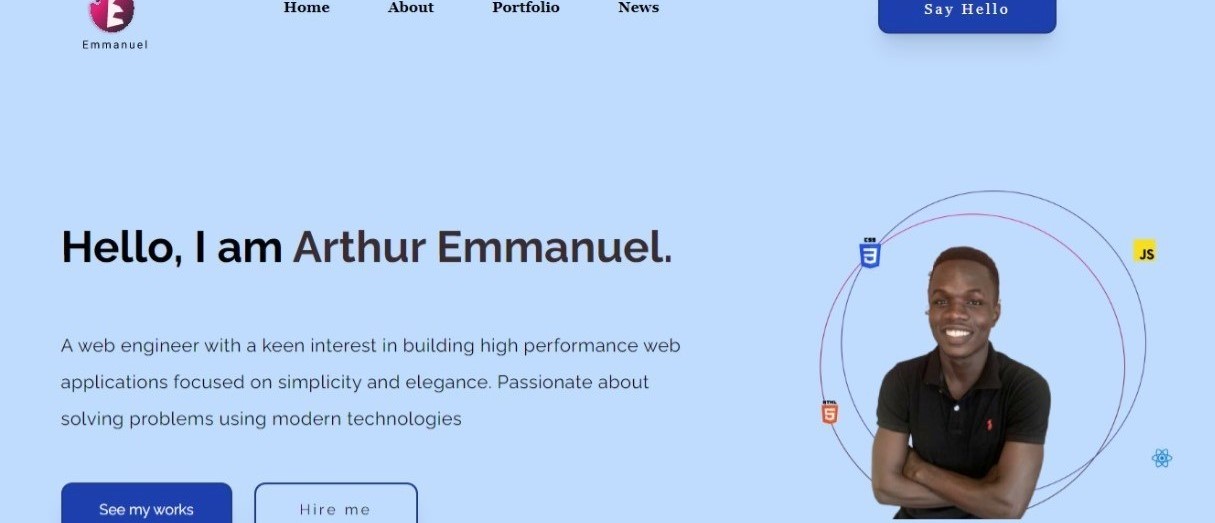 E
Emmanuel
Home About Portfolio News
Say Hello
Hello, I am Arthur Emmanuel.
A web engineer with a keen interest in building high performance web
applications focused on simplicity and elegance. Passionate about
solving problems using modern technologies
See my works
Hire me
CSS
3
JS
HTML
5